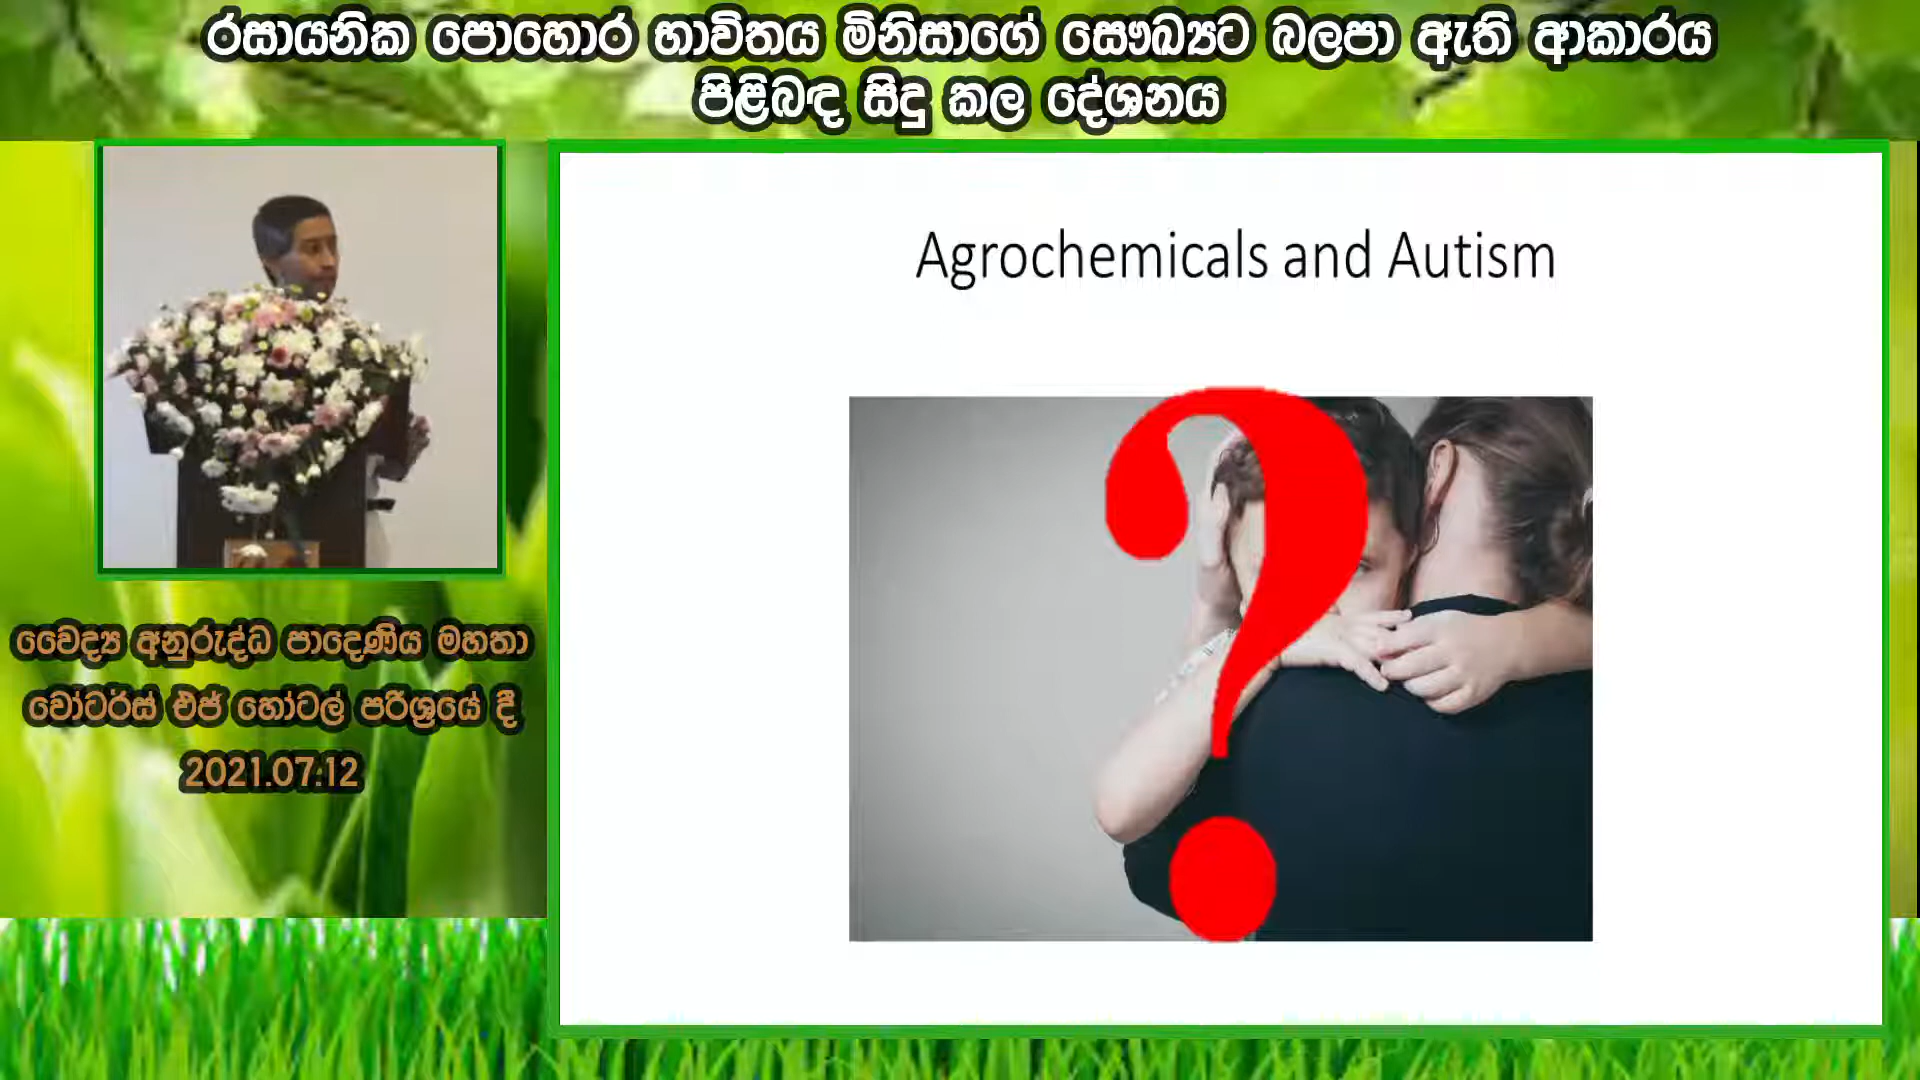 රසායනික පොහොර භාවිතය මිනිසාගේ සෞඛ්‍යට බලපා ඇති ආකාරය
පිළිබඳ සිදු කල දේශනය
Agrochemicals and Autism
වෛද්‍ය අනුරුද්ධ පාදෙණිය මහතා
වෝටර්ස් එජ් හෝටල් පරිශ්‍රයේ දී
2021.07.12